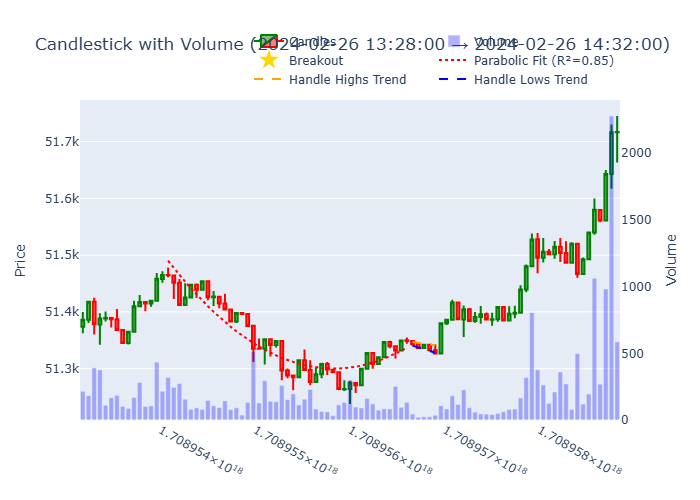 Candlestick with Volume (2024-02-26 13:28:00 → 2024-02-26 14:32:00)
Candles
Volume
Breakout
Parabolic Fit (R²=0.85)
Handle Highs Trend
Handle Lows Trend
51.7k
51.6k
51.5k
51.4k
51.3k
Price
2000
1500
1000
500
0
Volume
1.708954×10¹⁸
1.708955×10¹⁸
1.708956×10¹⁸
1.708957×10¹⁸
1.708958×10¹⁸